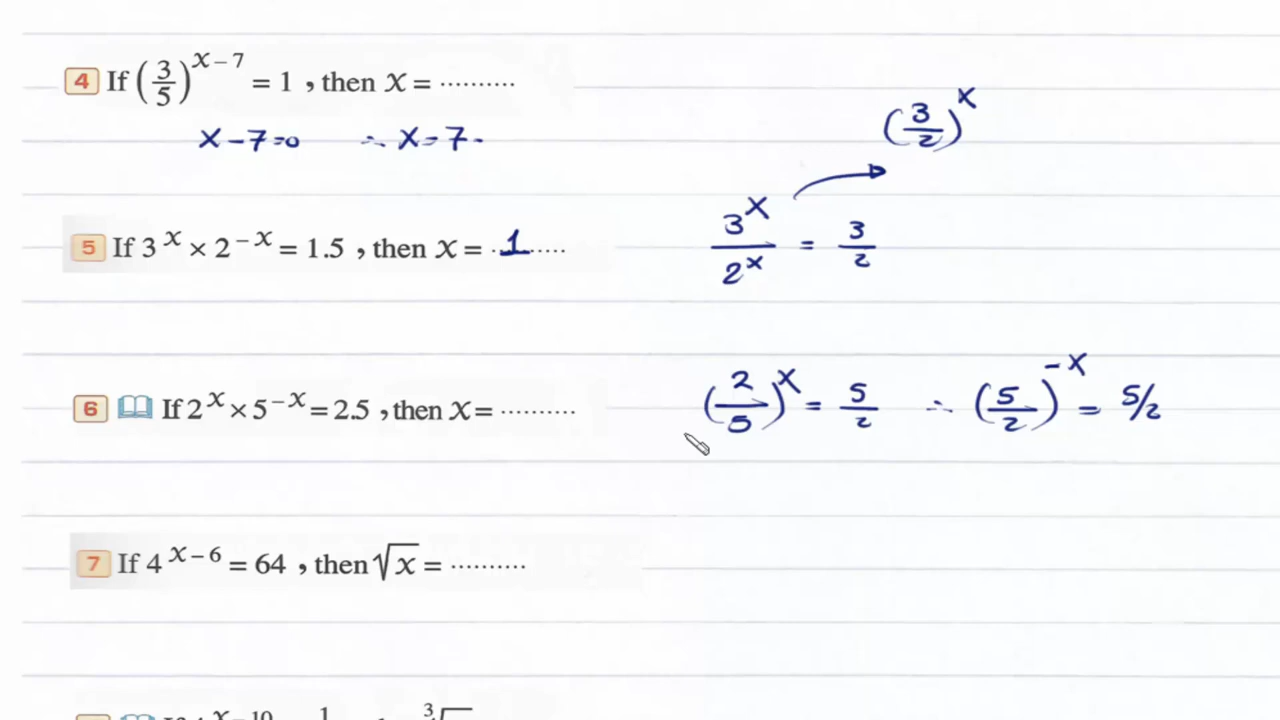 4 If (3/5)^(x-7) = 1 , then x = ..........
x - 7 = 0 ∴ x = 7.
(3/2)^x
5 If 3^x × 2^-x = 1.5 , then x = .1.....
3^x / 2^x = 3/2
6 If 2^x × 5^-x = 2.5 , then x = ..........
(2/5)^x = 5/2 ∴ (5/2)^-x = 5/2
7 If 4^(x-6) = 64 , then √x = ..........